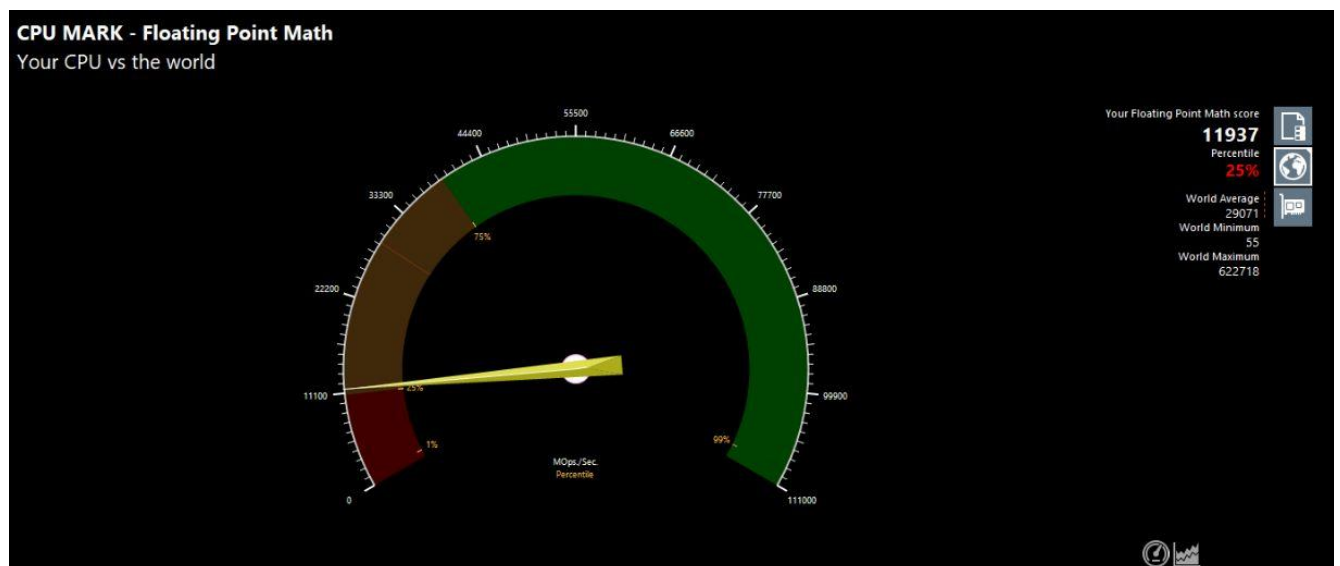 CPU MARK - Floating Point Math
Your CPU vs the world
Your Floating Point Math score
11937
Percentile
25%
World Average
29071
World Minimum
55
World Maximum
622718
0
11100
22200
33300
44400
55500
66600
77700
88800
99900
111000
1%
25%
75%
99%
MOps./Sec.
Percentile